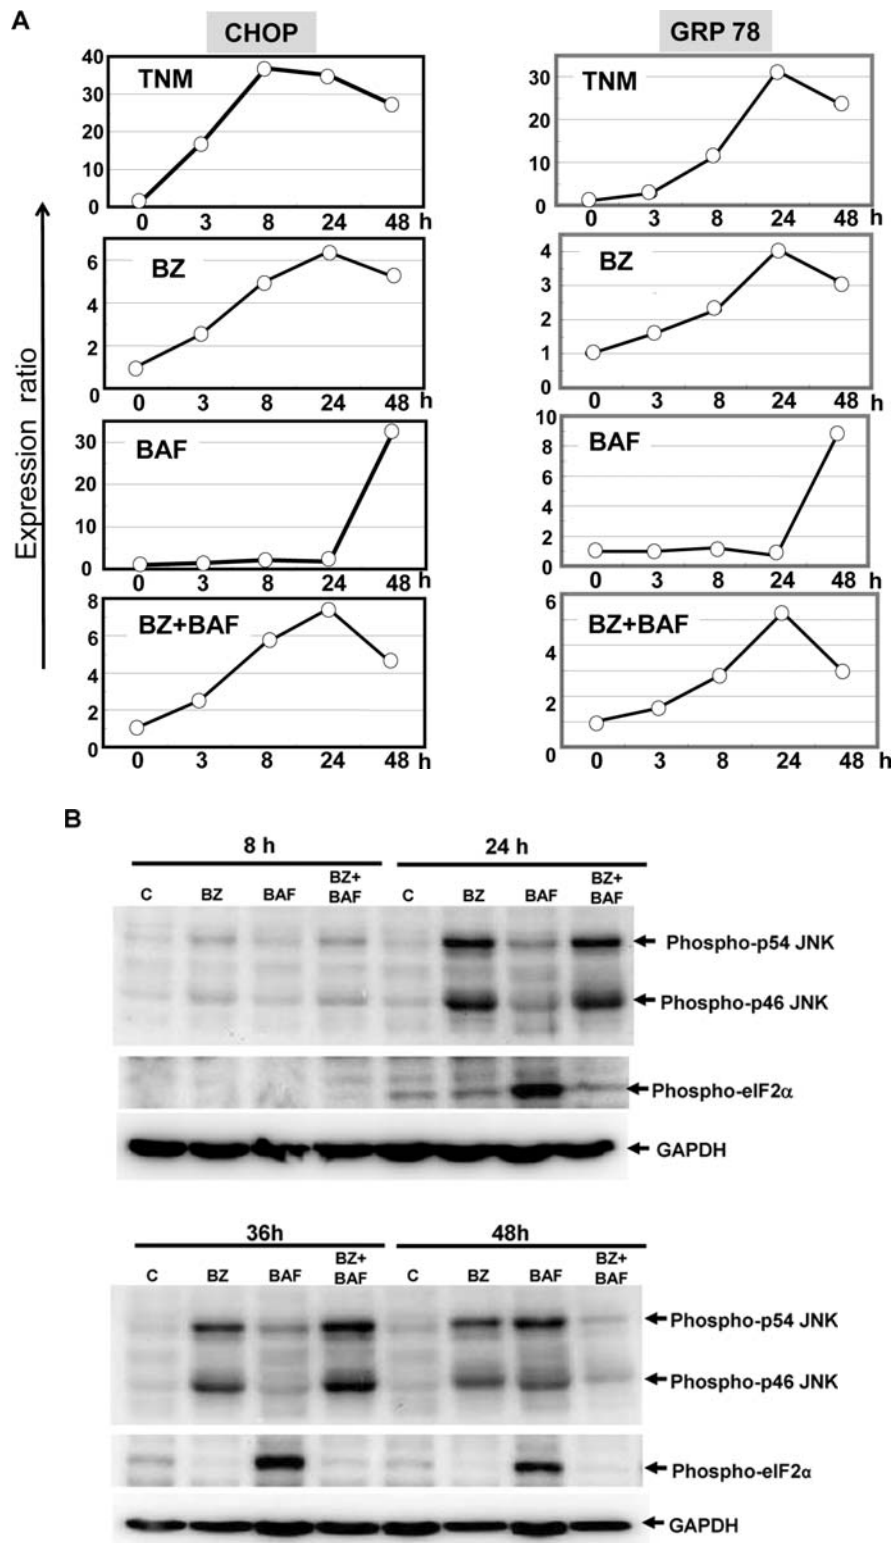 A
CHOP
GRP 78
Expression ratio
TNM
40
30
20
10
0
0 3 8 24 48 h
TNM
30
20
10
0
0 3 8 24 48 h
BZ
6
4
2
0
0 3 8 24 48 h
BZ
4
3
2
1
0
0 3 8 24 48 h
BAF
30
20
10
0
0 3 8 24 48 h
BAF
10
8
6
4
2
0
0 3 8 24 48 h
BZ+BAF
8
6
4
2
0
0 3 8 24 48 h
BZ+BAF
6
4
2
0
0 3 8 24 48 h
B
8 h 24 h
C BZ BAF BZ+ BAF C BZ BAF BZ+ BAF
Phospho-p54 JNK
Phospho-p46 JNK
Phospho-eIF2α
GAPDH
36h 48h
C BZ BAF BZ+ BAF C BZ BAF BZ+ BAF
Phospho-p54 JNK
Phospho-p46 JNK
Phospho-eIF2α
GAPDH